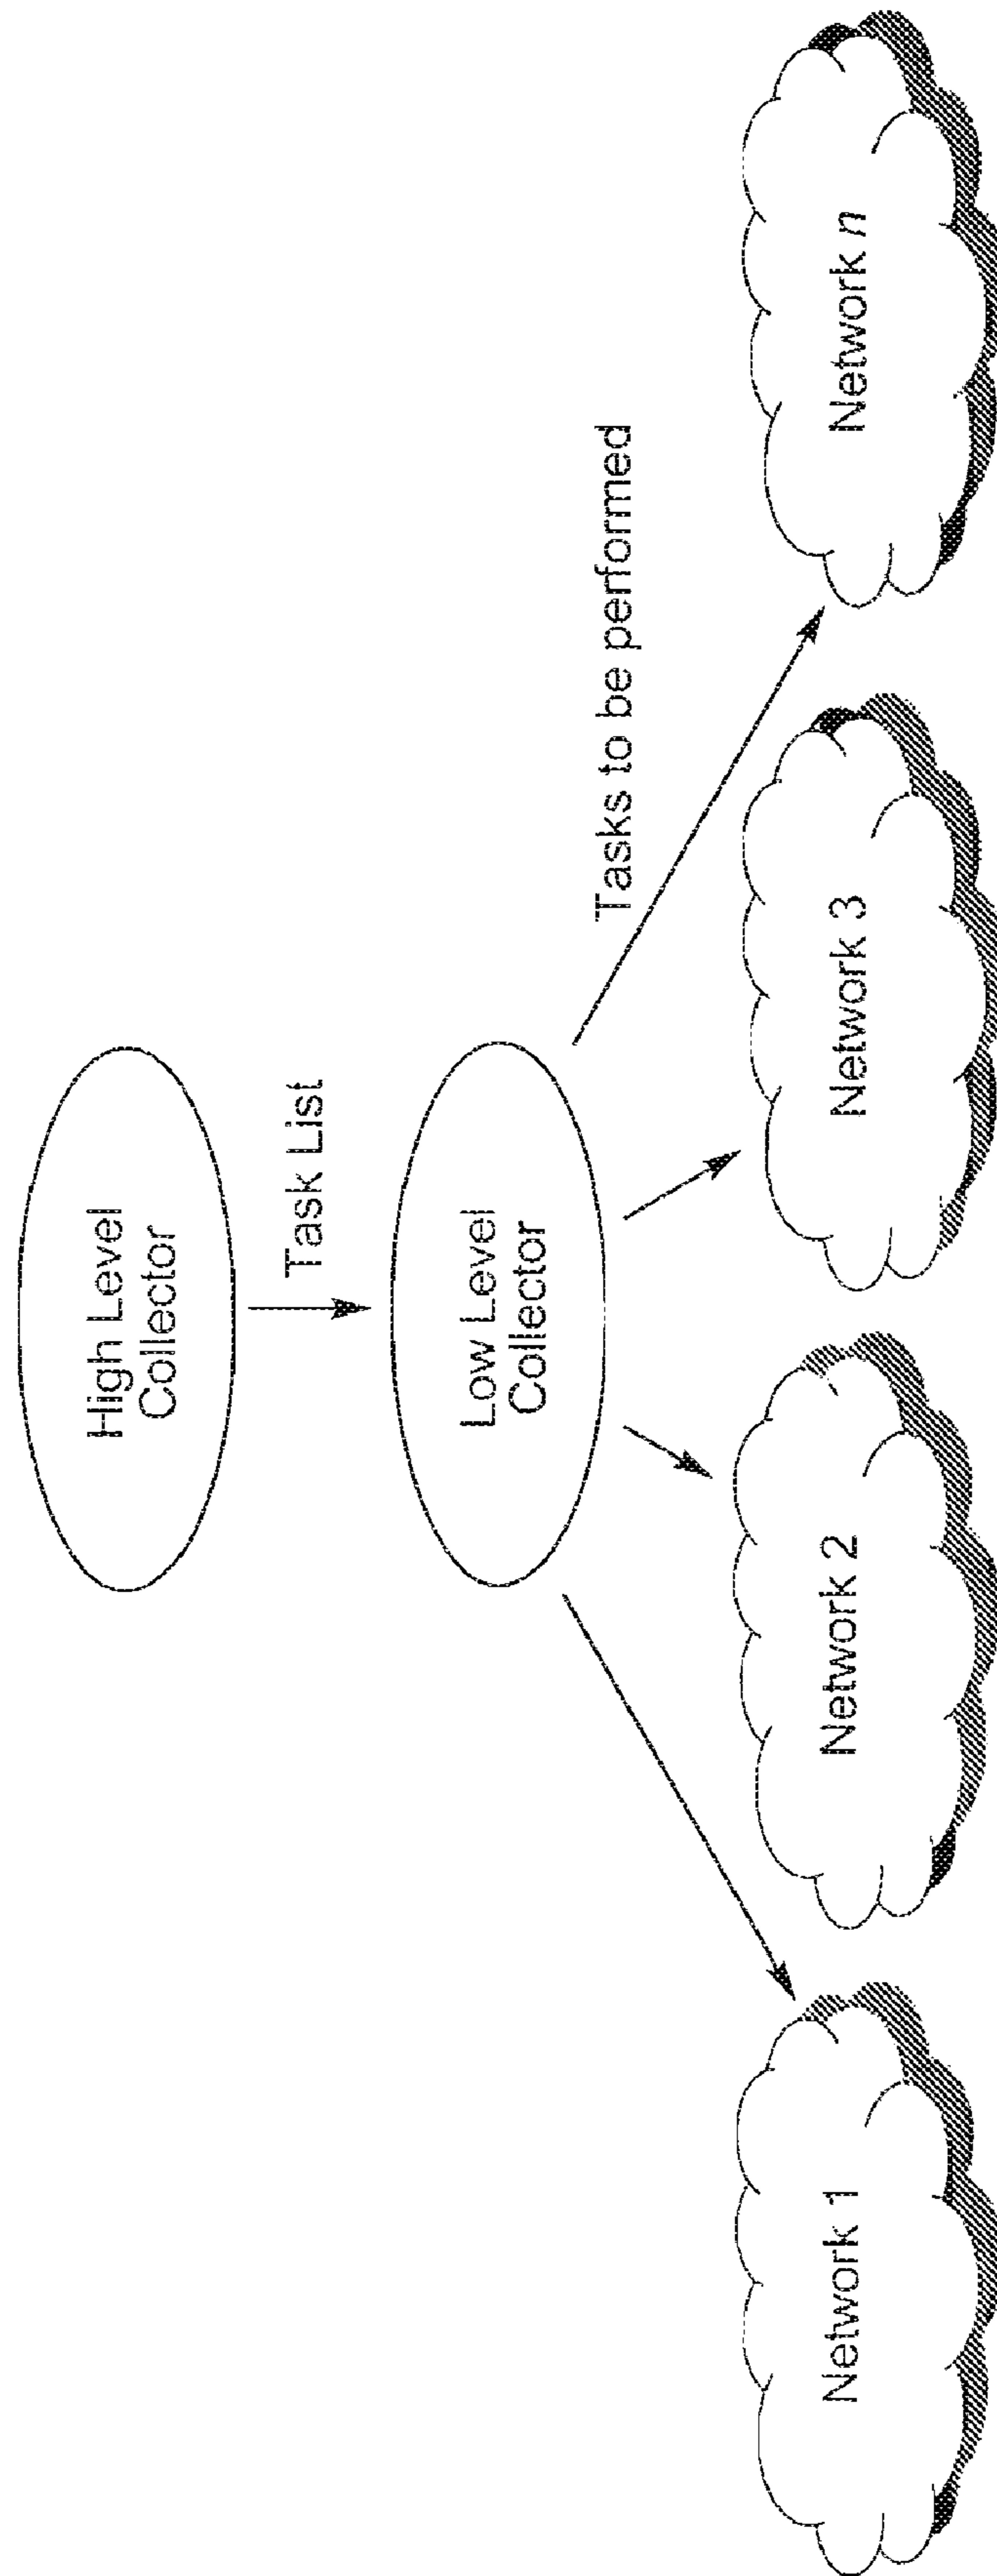 High Level
Collector
Task List
Low Level
Collector
Tasks to be performed
Network 1
Network 2
Network 3
Network n